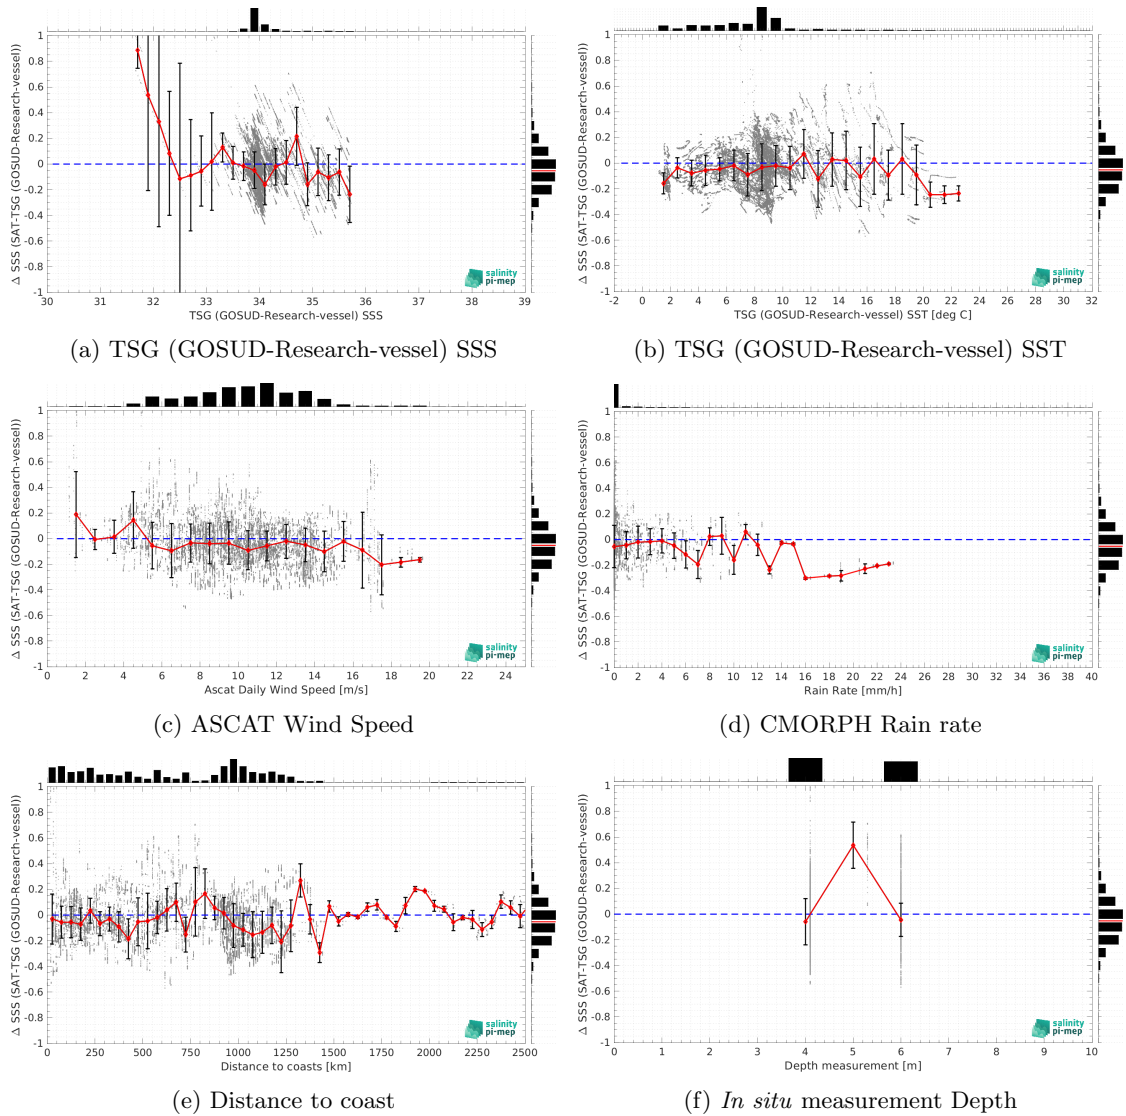 Δ SSS (SAT-TSG (GOSUD-Research-vessel))
1
0.8
0.6
0.4
0.2
0
-0.2
-0.4
-0.6
-0.8
-1
30 31 32 33 34 35 36 37 38 39
TSG (GOSUD-Research-vessel) SSS
salinity
pi-mep
(a) TSG (GOSUD-Research-vessel) SSS
Δ SSS (SAT-TSG (GOSUD-Research-vessel))
1
0.8
0.6
0.4
0.2
0
-0.2
-0.4
-0.6
-0.8
-1
-2 0 2 4 6 8 10 12 14 16 18 20 22 24 26 28 30 32
TSG (GOSUD-Research-vessel) SST [deg C]
salinity
pi-mep
(b) TSG (GOSUD-Research-vessel) SST
Δ SSS (SAT-TSG (GOSUD-Research-vessel))
1
0.8
0.6
0.4
0.2
0
-0.2
-0.4
-0.6
-0.8
-1
0 2 4 6 8 10 12 14 16 18 20 22 24
Ascat Daily Wind Speed [m/s]
salinity
pi-mep
(c) ASCAT Wind Speed
Δ SSS (SAT-TSG (GOSUD-Research-vessel))
1
0.8
0.6
0.4
0.2
0
-0.2
-0.4
-0.6
-0.8
-1
0 2 4 6 8 10 12 14 16 18 20 22 24 26 28 30 32 34 36 38 40
Rain Rate [mm/h]
salinity
pi-mep
(d) CMORPH Rain rate
Δ SSS (SAT-TSG (GOSUD-Research-vessel))
1
0.8
0.6
0.4
0.2
0
-0.2
-0.4
-0.6
-0.8
-1
0 250 500 750 1000 1250 1500 1750 2000 2250 2500
Distance to coasts [km]
salinity
pi-mep
(e) Distance to coast
Δ SSS (SAT-TSG (GOSUD-Research-vessel))
1
0.8
0.6
0.4
0.2
0
-0.2
-0.4
-0.6
-0.8
-1
0 1 2 3 4 5 6 7 8 9 10
Depth measurement [m]
salinity
pi-mep
(f) In situ measurement Depth